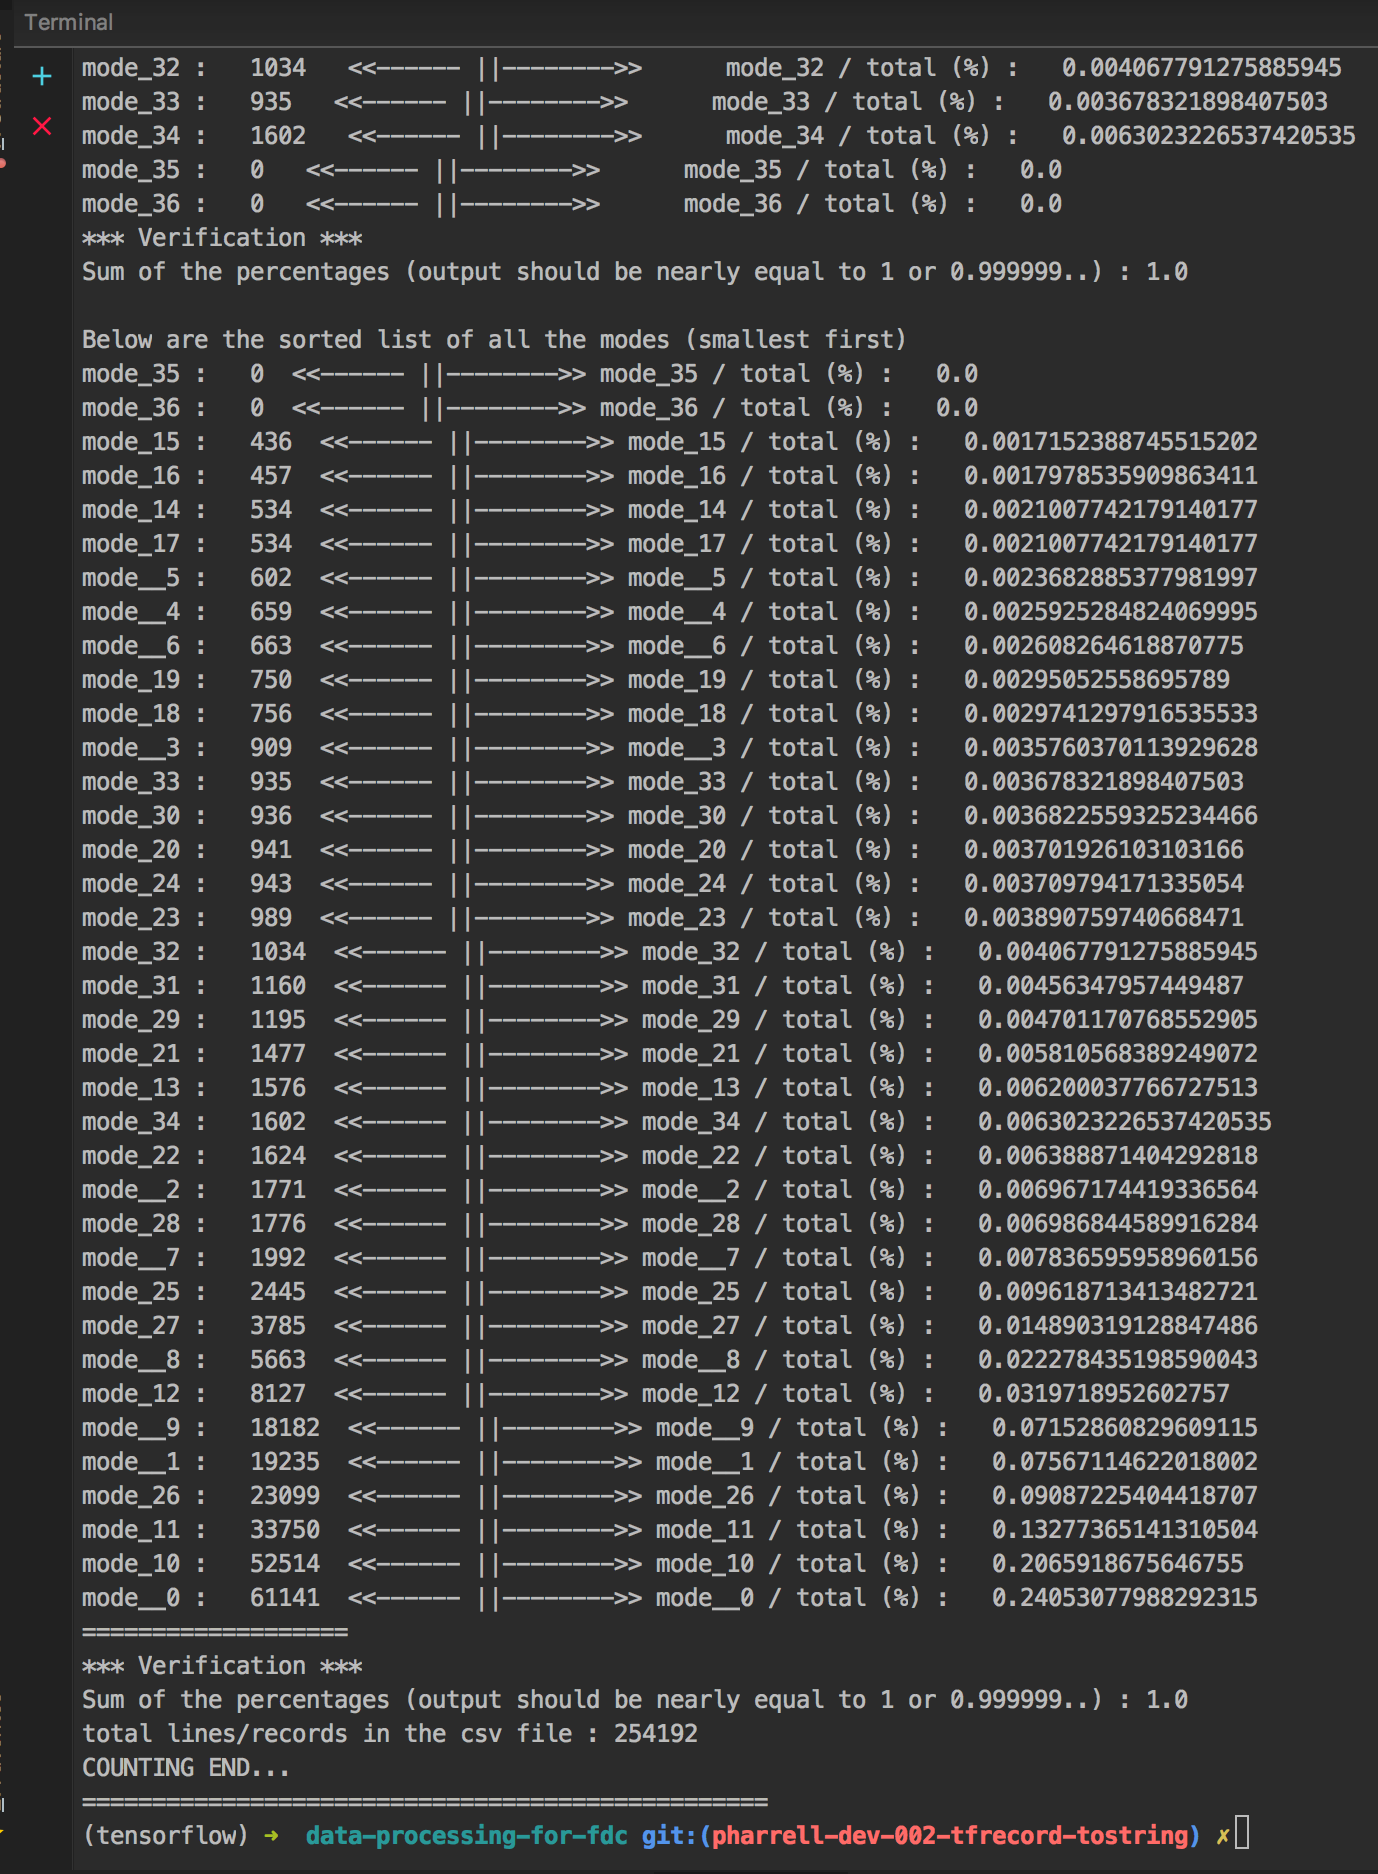 Terminal
mode_32 :   1034   <<------ ||-------->>      mode_32 / total (%) :   0.004067791275885945
mode_33 :   935   <<------ ||-------->>      mode_33 / total (%) :   0.003678321898407503
mode_34 :   1602   <<------ ||-------->>      mode_34 / total (%) :   0.0063023226537420535
mode_35 :   0   <<------ ||-------->>      mode_35 / total (%) :   0.0
mode_36 :   0   <<------ ||-------->>      mode_36 / total (%) :   0.0
*** Verification ***
Sum of the percentages (output should be nearly equal to 1 or 0.999999..) : 1.0
Below are the sorted list of all the modes (smallest first)
mode_35 :   0  <<------ ||-------->> mode_35 / total (%) :   0.0
mode_36 :   0  <<------ ||-------->> mode_36 / total (%) :   0.0
mode_15 :   436  <<------ ||-------->> mode_15 / total (%) :   0.0017152388745515202
mode_16 :   457  <<------ ||-------->> mode_16 / total (%) :   0.0017978535909863411
mode_14 :   534  <<------ ||-------->> mode_14 / total (%) :   0.0021007742179140177
mode_17 :   534  <<------ ||-------->> mode_17 / total (%) :   0.0021007742179140177
mode__5 :   602  <<------ ||-------->> mode__5 / total (%) :   0.0023682885377981997
mode__4 :   659  <<------ ||-------->> mode__4 / total (%) :   0.0025925284824069995
mode__6 :   663  <<------ ||-------->> mode__6 / total (%) :   0.002608264618870775
mode_19 :   750  <<------ ||-------->> mode_19 / total (%) :   0.00295052558695789
mode_18 :   756  <<------ ||-------->> mode_18 / total (%) :   0.0029741297916535533
mode__3 :   909  <<------ ||-------->> mode__3 / total (%) :   0.0035760370113929628
mode_33 :   935  <<------ ||-------->> mode_33 / total (%) :   0.003678321898407503
mode_30 :   936  <<------ ||-------->> mode_30 / total (%) :   0.0036822559325234466
mode_20 :   941  <<------ ||-------->> mode_20 / total (%) :   0.003701926103103166
mode_24 :   943  <<------ ||-------->> mode_24 / total (%) :   0.003709794171335054
mode_23 :   989  <<------ ||-------->> mode_23 / total (%) :   0.003890759740668471
mode_32 :   1034  <<------ ||-------->> mode_32 / total (%) :   0.004067791275885945
mode_31 :   1160  <<------ ||-------->> mode_31 / total (%) :   0.00456347957449487
mode_29 :   1195  <<------ ||-------->> mode_29 / total (%) :   0.004701170768552905
mode_21 :   1477  <<------ ||-------->> mode_21 / total (%) :   0.005810568389249072
mode_13 :   1576  <<------ ||-------->> mode_13 / total (%) :   0.006200037766727513
mode_34 :   1602  <<------ ||-------->> mode_34 / total (%) :   0.0063023226537420535
mode_22 :   1624  <<------ ||-------->> mode_22 / total (%) :   0.006388871404292818
mode__2 :   1771  <<------ ||-------->> mode__2 / total (%) :   0.006967174419336564
mode_28 :   1776  <<------ ||-------->> mode_28 / total (%) :   0.006986844589916284
mode__7 :   1992  <<------ ||-------->> mode__7 / total (%) :   0.007836595958960156
mode_25 :   2445  <<------ ||-------->> mode_25 / total (%) :   0.009618713413482721
mode_27 :   3785  <<------ ||-------->> mode_27 / total (%) :   0.014890319128847486
mode__8 :   5663  <<------ ||-------->> mode__8 / total (%) :   0.022278435198590043
mode_12 :   8127  <<------ ||-------->> mode_12 / total (%) :   0.0319718952602757
mode__9 :   18182  <<------ ||-------->> mode__9 / total (%) :   0.07152860829609115
mode__1 :   19235  <<------ ||-------->> mode__1 / total (%) :   0.07567114622018002
mode_26 :   23099  <<------ ||-------->> mode_26 / total (%) :   0.09087225404418707
mode_11 :   33750  <<------ ||-------->> mode_11 / total (%) :   0.13277365141310504
mode_10 :   52514  <<------ ||-------->> mode_10 / total (%) :   0.2065918675646755
mode__0 :   61141  <<------ ||-------->> mode__0 / total (%) :   0.24053077988292315
===================
*** Verification ***
Sum of the percentages (output should be nearly equal to 1 or 0.999999..) : 1.0
total lines/records in the csv file : 254192
COUNTING END...
=================================================
(tensorflow) ➜  data-processing-for-fdc git:(pharrell-dev-002-tfrecord-tostring) ✗